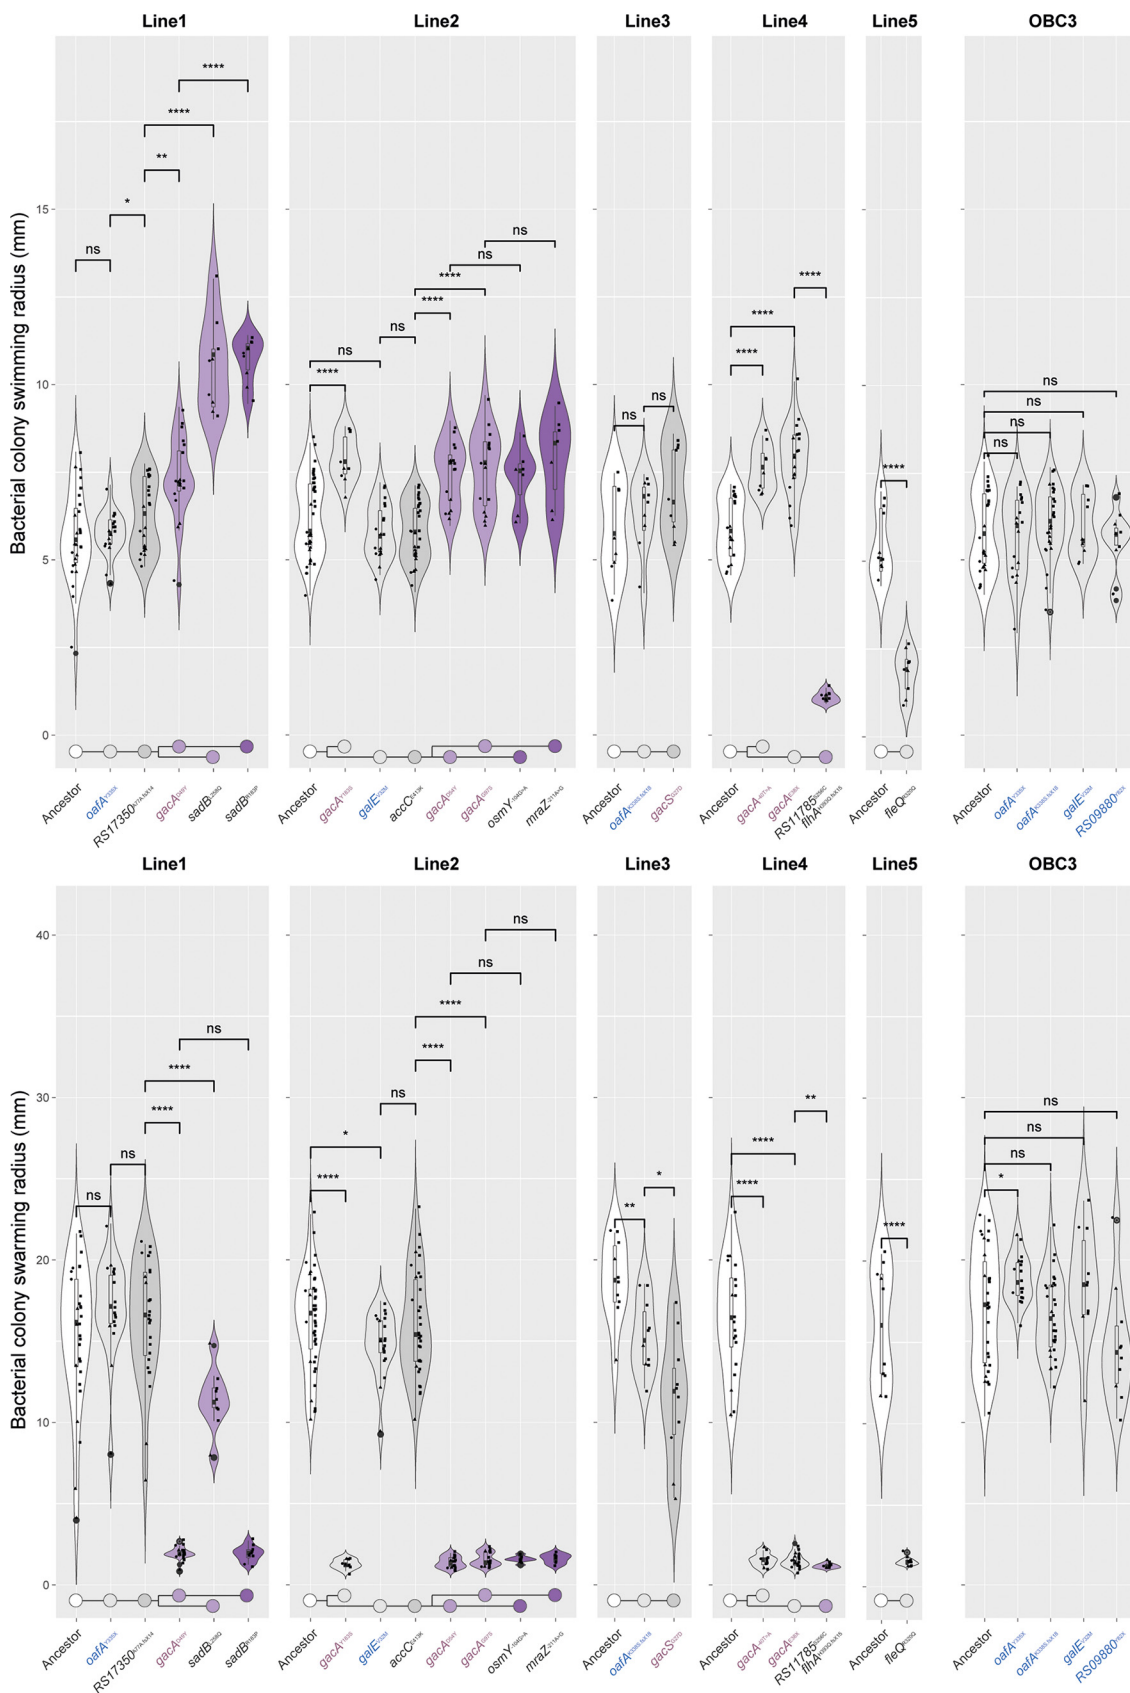 Line1 Line2 Line3 Line4 Line5 OBC3
Bacterial colony swimming radius (mm)
15
10
5
0
ns * ** **** ****
**** ns ns **** **** ns ns
ns ns
**** **** ****
****
ns ns ns ns
Ancestor oafA RS17350 gacA sadB sadB
Ancestor gacA galE accC gacA gacA osmY mraZ
Ancestor oafA gacS
Ancestor gacA gacA RS11785 flhA
Ancestor fleQ
Ancestor oafA oafA galE RS09880
Line1 Line2 Line3 Line4 Line5 OBC3
Bacterial colony swarming radius (mm)
40
30
20
10
0
ns ns **** **** ns
**** * ns **** **** ns ns
** *
**** **** **
****
* ns ns ns
Ancestor oafA RS17350 gacA sadB sadB
Ancestor gacA galE accC gacA gacA osmY mraZ
Ancestor oafA gacS
Ancestor gacA gacA RS11785 flhA
Ancestor fleQ
Ancestor oafA oafA galE RS09880